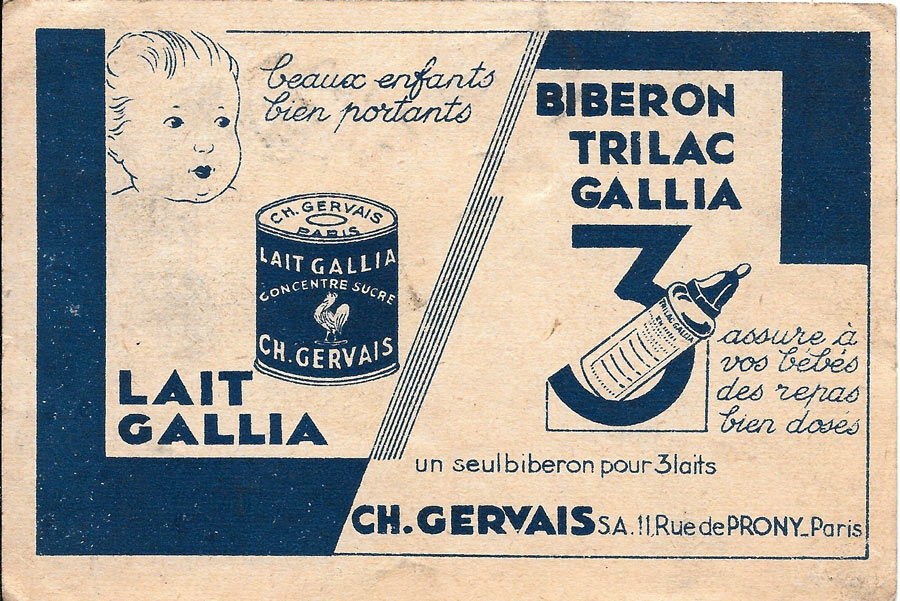 beaux enfants
bien portants
CH. GERVAIS
PARIS
LAIT GALLIA
CONCENTRE SUCRE
CH. GERVAIS
LAIT
GALLIA
BIBERON
TRILAC
GALLIA
3
TRILAC GALLIA
assure à
vos bébés
des repas
bien dosés
un seul biberon pour 3 laits
CH. GERVAIS S.A. 11, Rue de PRONY_Paris